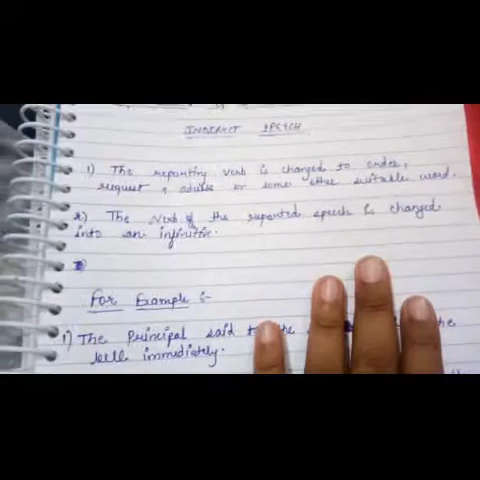 INDIRECT SPEECH
1) The reporting verb is changed to order,
request, advise or some other suitable word.
2) The verb of the reported speech is changed
into an infinitive.
For Example :-
1) The Principal said to the he
bell immediately.